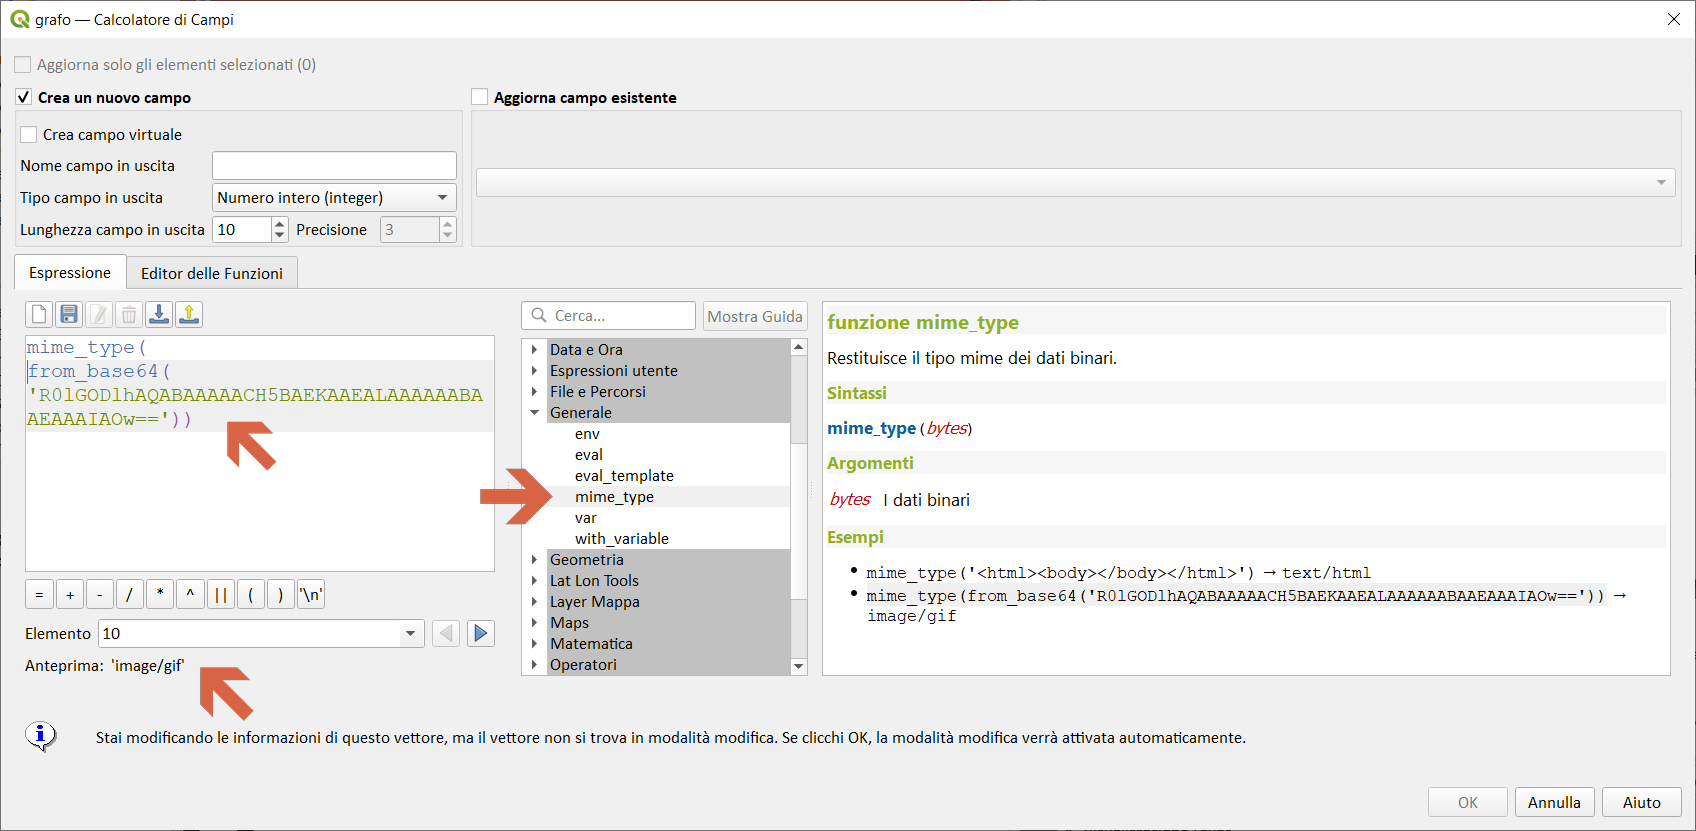 grafo — Calcolatore di Campi
Aggiorna solo gli elementi selezionati (0)
Crea un nuovo campo
Aggiorna campo esistente
Crea campo virtuale
Nome campo in uscita
Tipo campo in uscita Numero intero (integer)
Lunghezza campo in uscita 10 Precisione 3
Espressione Editor delle Funzioni
mime_type(
from_base64(
'R0lGODlhAQABAAAAACH5BAEKAAEALAAAAAABAAEAAAIAOw=='))
= + - / * ^ || ( ) '\n'
Elemento 10
Anteprima: 'image/gif'
Cerca... Mostra Guida
Data e Ora
Espressioni utente
File e Percorsi
Generale
env
eval
eval_template
mime_type
var
with_variable
Geometria
Lat Lon Tools
Layer Mappa
Maps
Matematica
Operatori
funzione mime_type
Restituisce il tipo mime dei dati binari.
Sintassi
mime_type(bytes)
Argomenti
bytes I dati binari
Esempi
• mime_type('<html><body></body></html>') → text/html
• mime_type(from_base64('R0lGODlhAQABAAAAACH5BAEKAAEALAAAAAABAAEAAAIAOw==')) →
image/gif
Stai modificando le informazioni di questo vettore, ma il vettore non si trova in modalità modifica. Se clicchi OK, la modalità modifica verrà attivata automaticamente.
OK Annulla Aiuto